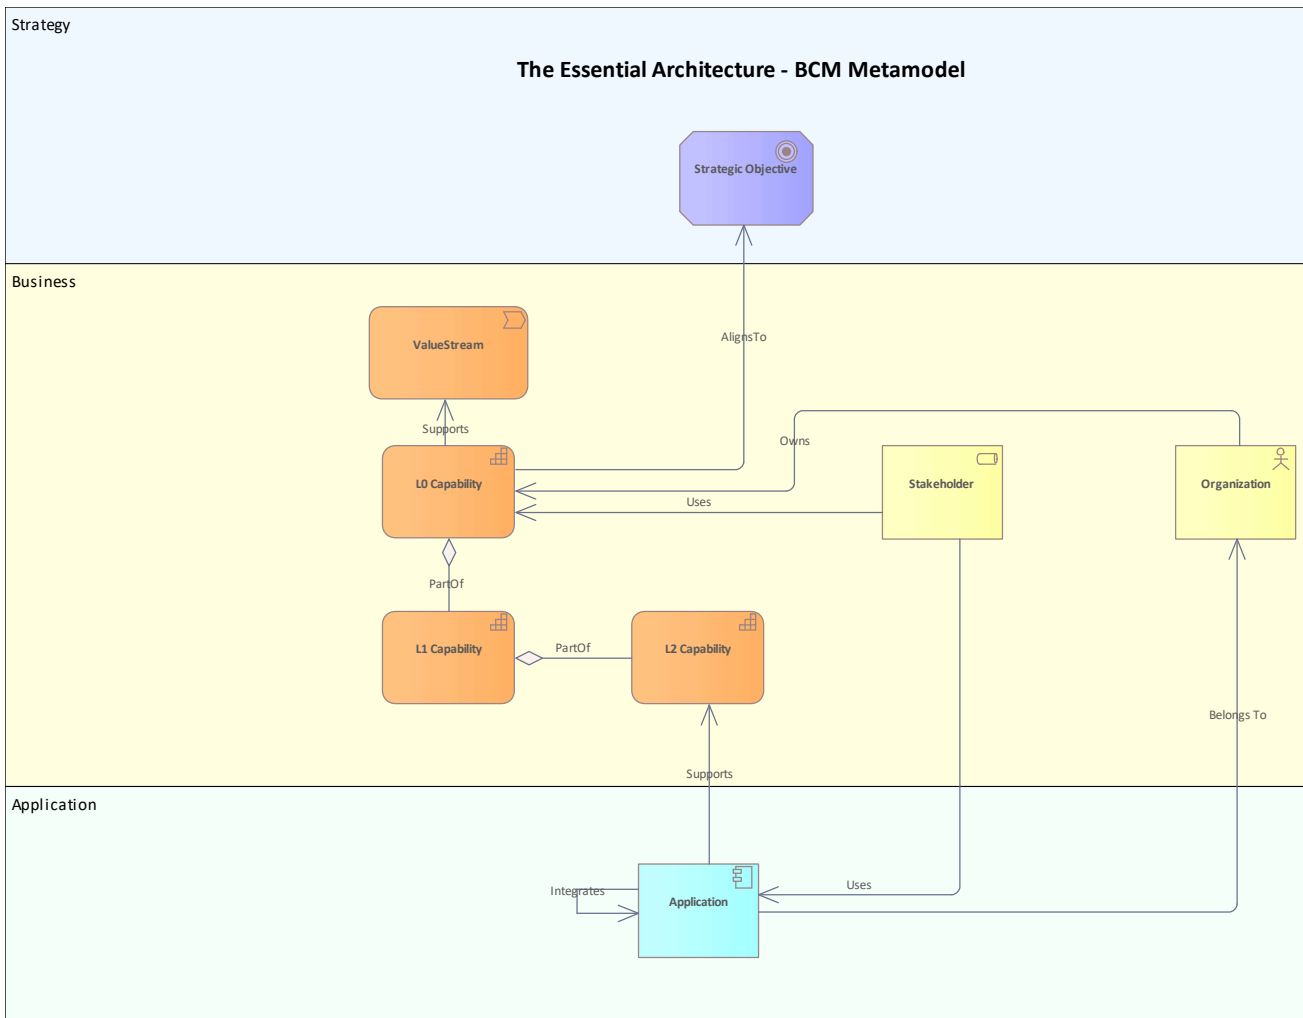 Strategy
The Essential Architecture - BCM Metamodel
Strategic Objective
Business
AlignsTo
ValueStream
Supports
Owns
L0 Capability
Stakeholder
Organization
Uses
PartOf
L1 Capability
PartOf
L2 Capability
Belongs To
Supports
Application
Integrates
Uses
Application